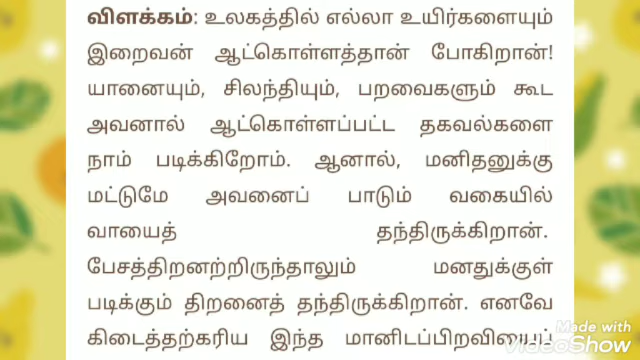 விளக்கம்: உலகத்தில் எல்லா உயிர்களையும்
இறைவன் ஆட்கொள்ளத்தான் போகிறான்!
யானையும், சிலந்தியும், பறவைகளும் கூட
அவனால் ஆட்கொள்ளப்பட்ட தகவல்களை
நாம் படிக்கிறோம். ஆனால், மனிதனுக்கு
மட்டுமே அவனைப் பாடும் வகையில்
வாயைத் தந்திருக்கிறான்.
பேசத்திறனற்றிருந்தாலும் மனதுக்குள்
படிக்கும் திறனைத் தந்திருக்கிறான். எனவே
கிடைத்தற்கரிய இந்த மானிடப்பிறவியைப்
Made with
VideoShow